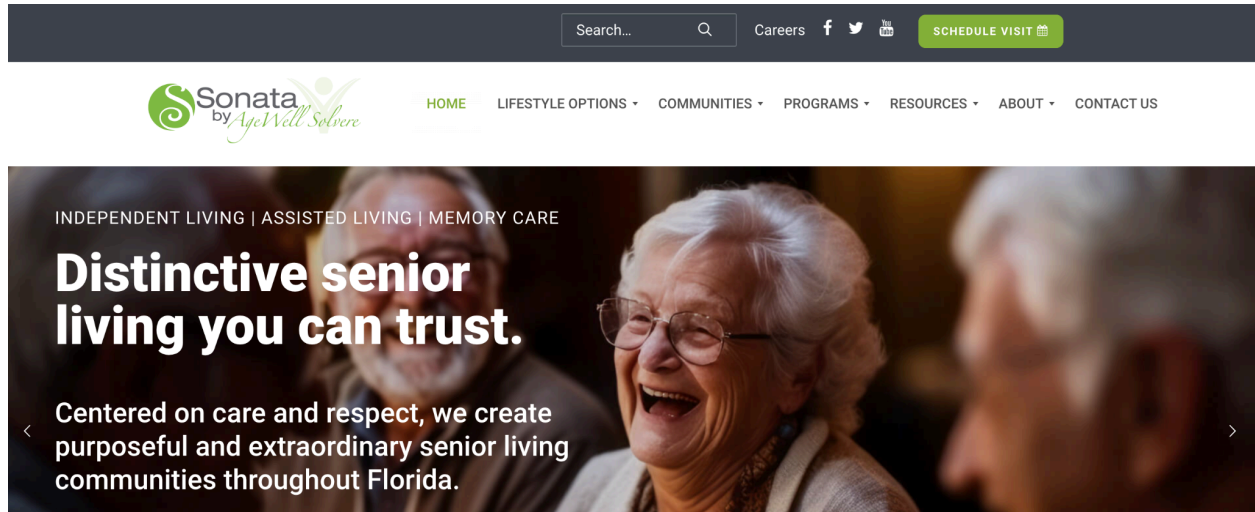 Search...
Careers
You
Tube
SCHEDULE VISIT
Sonata
by AgeWell Solvere
HOME
LIFESTYLE OPTIONS
COMMUNITIES
PROGRAMS
RESOURCES
ABOUT
CONTACT US
INDEPENDENT LIVING | ASSISTED LIVING | MEMORY CARE
Distinctive senior
living you can trust.
Centered on care and respect, we create
purposeful and extraordinary senior living
communities throughout Florida.